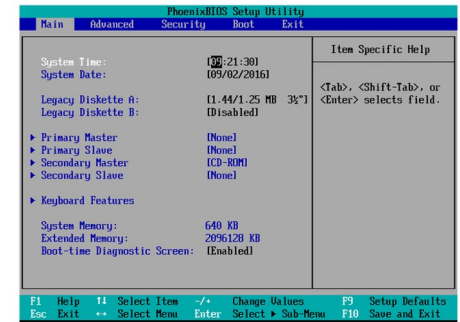 PhoenixBIOS Setup Utility
Main Advanced Security Boot Exit
Item Specific Help
System Time: [09:21:30]
System Date: [09/02/2016]
<Tab>, <Shift-Tab>, or
<Enter> selects field.
Legacy Diskette A: [1.44/1.25 MB 3½"]
Legacy Diskette B: [Disabled]
▶ Primary Master [None]
▶ Primary Slave [None]
▶ Secondary Master [CD-ROM]
▶ Secondary Slave [None]
▶ Keyboard Features
System Memory: 640 KB
Extended Memory: 2096128 KB
Boot-time Diagnostic Screen: [Enabled]
F1 Help ↑↓ Select Item -/+ Change Values F9 Setup Defaults
Esc Exit ↔ Select Menu Enter Select ▶ Sub-Menu F10 Save and Exit